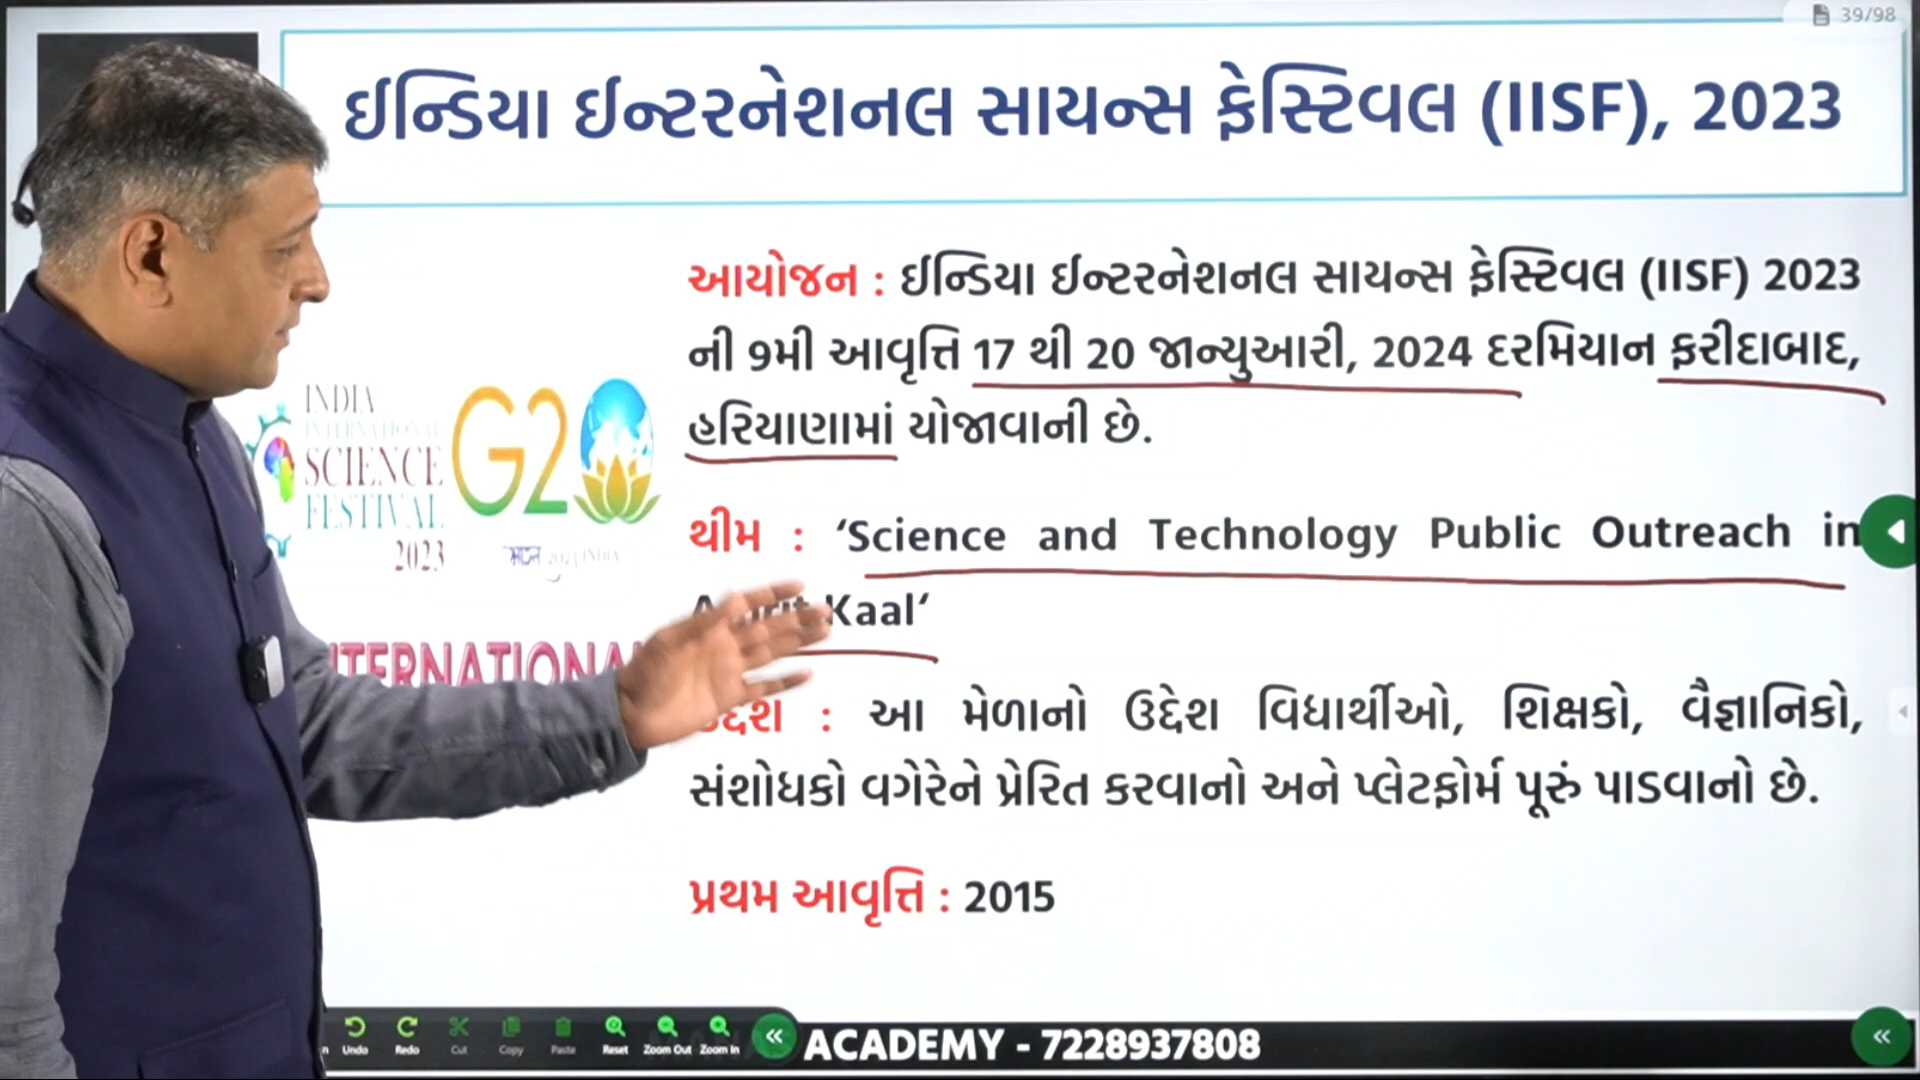 39/98
ઈન્ડિયા ઈન્ટરનેશનલ સાયન્સ ફેસ્ટિવલ (IISF), 2023
આયોજન : ઈન્ડિયા ઈન્ટરનેશનલ સાયન્સ ફેસ્ટિવલ (IISF) 2023
ની 9મી આવૃત્તિ 17 થી 20 જાન્યુઆરી, 2024 દરમિયાન ફરીદાબાદ,
હરિયાણામાં યોજાવાની છે.
થીમ : ‘Science and Technology Public Outreach in
Kaal‘
ઉદ્દેશ : આ મેળાનો ઉદ્દેશ વિદ્યાર્થીઓ, શિક્ષકો, વૈજ્ઞાનિકો,
સંશોધકો વગેરેને પ્રેરિત કરવાનો અને પ્લેટફોર્મ પૂરું પાડવાનો છે.
પ્રથમ આવૃત્તિ : 2015
INDIA
INTERNATIONAL
SCIENCE
FESTIVAL
2023
G20
Undo Redo Cut Copy Paste Reset Zoom Out Zoom In
ACADEMY - 7228937808